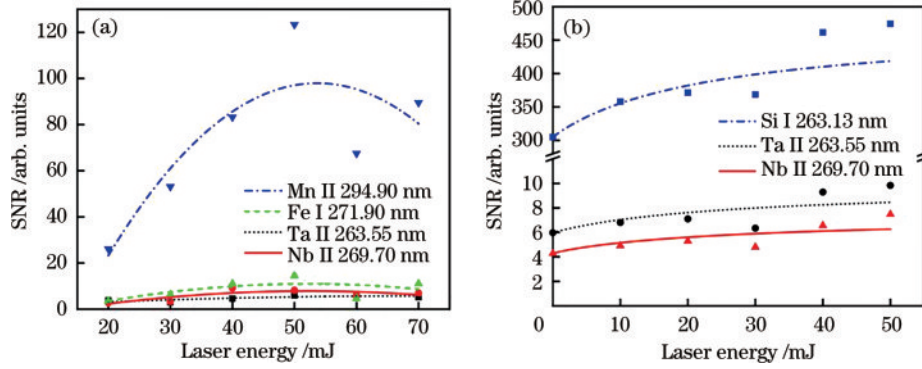 (a)
SNR/arb. units
120
100
80
60
40
20
0
Mn II 294.90 nm
Fe I 271.90 nm
Ta II 263.55 nm
Nb II 269.70 nm
20 30 40 50 60 70
Laser energy /mJ
(b)
SNR/arb. units
500
450
400
350
300
10
8
6
4
2
Si I 263.13 nm
Ta II 263.55 nm
Nb II 269.70 nm
0 10 20 30 40 50
Laser energy /mJ